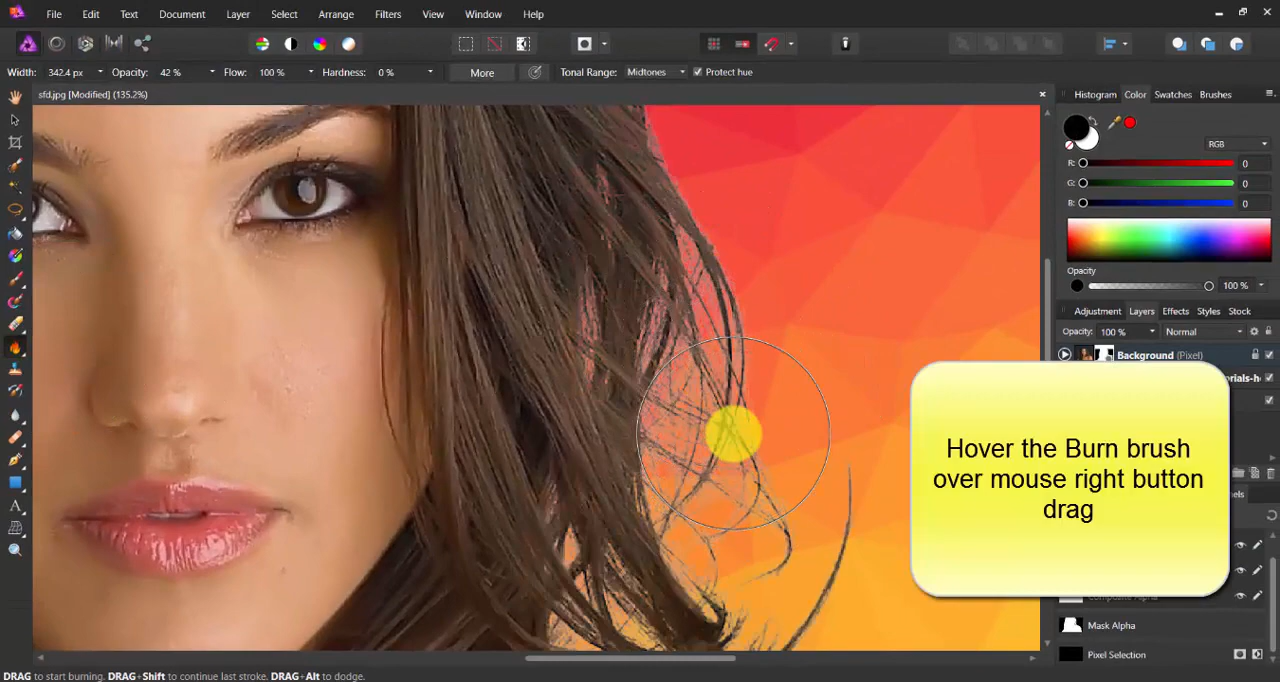 File Edit Text Document Layer Select Arrange Filters View Window Help
Width: 342.4 px Opacity: 42 % Flow: 100 % Hardness: 0 % More Tonal Range: Midtones Protect hue
sfd.jpg [Modified] (135.2%)
Histogram Color Swatches Brushes
RGB
R: 0
G: 0
B: 0
Opacity
100 %
Adjustment Layers Effects Styles Stock
Opacity: 100 % Normal
Background (Pixel)
Hover the Burn brush
over mouse right button
drag
Composite Alpha
Mask Alpha
Pixel Selection
DRAG to start burning. DRAG+Shift to continue last stroke. DRAG+Alt to dodge.